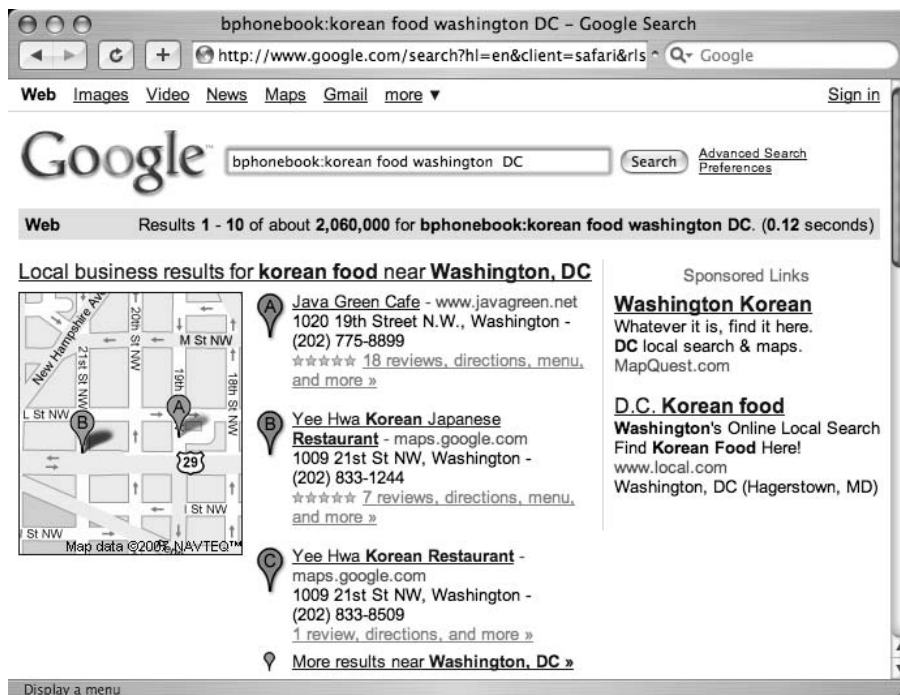 bphonebook:korean food washington DC – Google Search
http://www.google.com/search?hl=en&client=safari&rls
Google
Web Images Video News Maps Gmail more ▼ Sign in
Google™
bphonebook:korean food washington DC
Search
Advanced Search
Preferences
Web Results 1 - 10 of about 2,060,000 for bphonebook:korean food washington DC. (0.12 seconds)
Local business results for korean food near Washington, DC
New Hampshire Ave
20th St NW
M St NW
21st St NW
19th
18th St NW
L St NW
A
B
29
I St NW
I St NW
Map data ©2007 NAVTEQ™
A
Java Green Cafe - www.javagreen.net
1020 19th Street N.W., Washington -
(202) 775-8899
☆☆☆☆☆ 18 reviews, directions, menu,
and more »
B
Yee Hwa Korean Japanese
Restaurant - maps.google.com
1009 21st St NW, Washington -
(202) 833-1244
☆☆☆☆☆ 7 reviews, directions, menu,
and more »
C
Yee Hwa Korean Restaurant -
maps.google.com
1009 21st St NW, Washington -
(202) 833-8509
1 review, directions, and more »
More results near Washington, DC »
Sponsored Links
Washington Korean
Whatever it is, find it here.
DC local search & maps.
MapQuest.com
D.C. Korean food
Washington's Online Local Search
Find Korean Food Here!
www.local.com
Washington, DC (Hagerstown, MD)
Display a menu